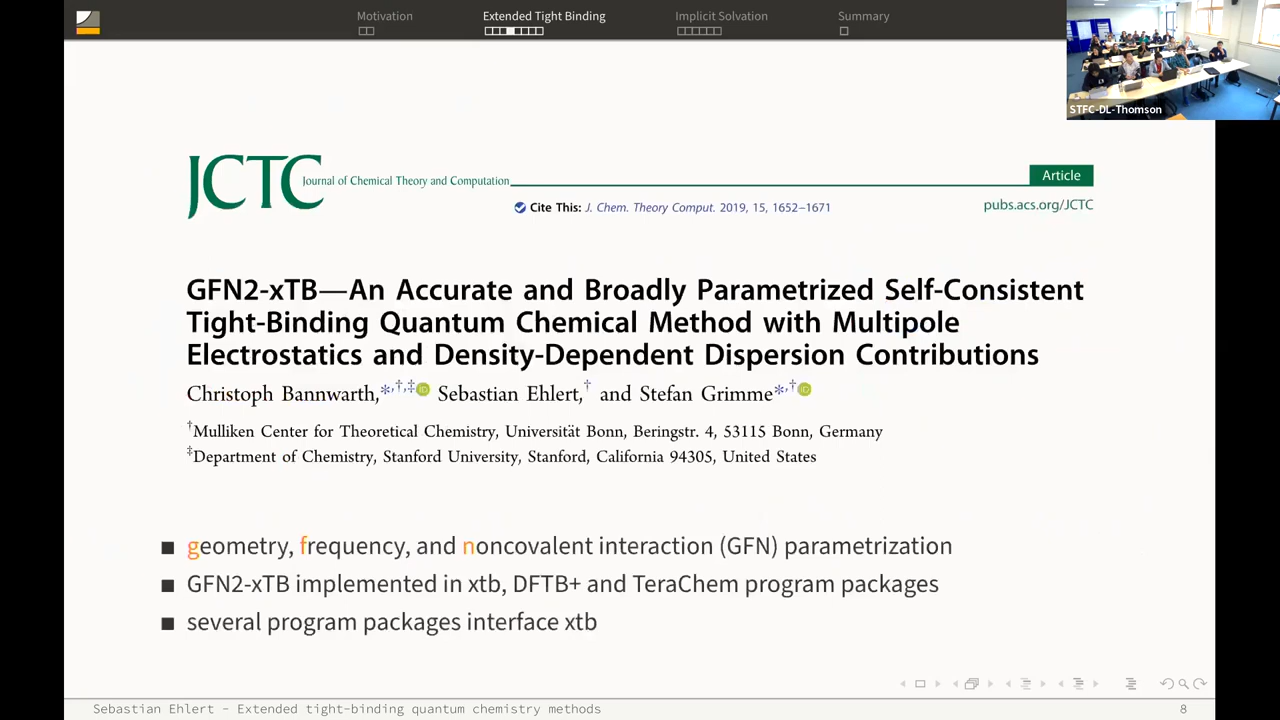 Motivation
Extended Tight Binding
Implicit Solvation
Summary
STFC-DL-Thomson
JCTC Journal of Chemical Theory and Computation
Article
Cite This: J. Chem. Theory Comput. 2019, 15, 1652−1671
pubs.acs.org/JCTC
GFN2-xTB—An Accurate and Broadly Parametrized Self-Consistent
Tight-Binding Quantum Chemical Method with Multipole
Electrostatics and Density-Dependent Dispersion Contributions
Christoph Bannwarth,*,†,‡ iD Sebastian Ehlert,† and Stefan Grimme*,† iD
†Mulliken Center for Theoretical Chemistry, Universität Bonn, Beringstr. 4, 53115 Bonn, Germany
‡Department of Chemistry, Stanford University, Stanford, California 94305, United States
■ geometry, frequency, and noncovalent interaction (GFN) parametrization
■ GFN2-xTB implemented in xtb, DFTB+ and TeraChem program packages
■ several program packages interface xtb
Sebastian Ehlert – Extended tight-binding quantum chemistry methods
8